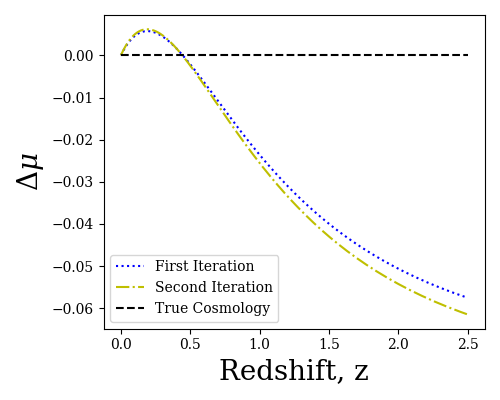 0.00
−0.01
−0.02
−0.03
−0.04
−0.05
−0.06
Δμ
First Iteration
Second Iteration
True Cosmology
0.0 0.5 1.0 1.5 2.0 2.5
Redshift, z